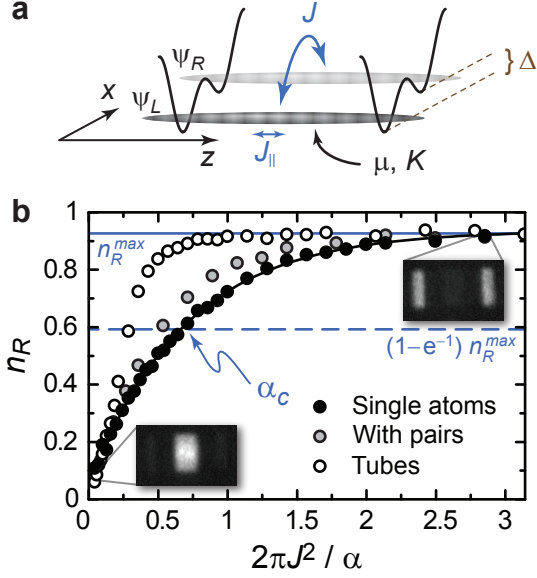 a
J
ψR
} Δ
x
ψL
z
J||
μ, K
b
1
nRmax
0.8
0.6
(1−e−1) nRmax
nR
αc
0.4
Single atoms
With pairs
0.2
Tubes
0
0 0.5 1 1.5 2 2.5 3
2πJ2 / α